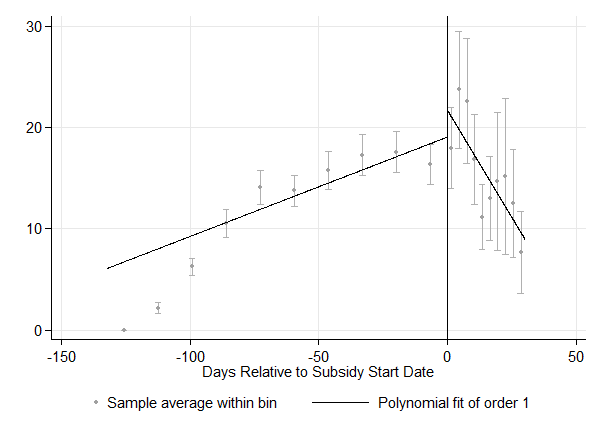 30
20
10
0
-150 -100 -50 0 50
Days Relative to Subsidy Start Date
Sample average within bin Polynomial fit of order 1